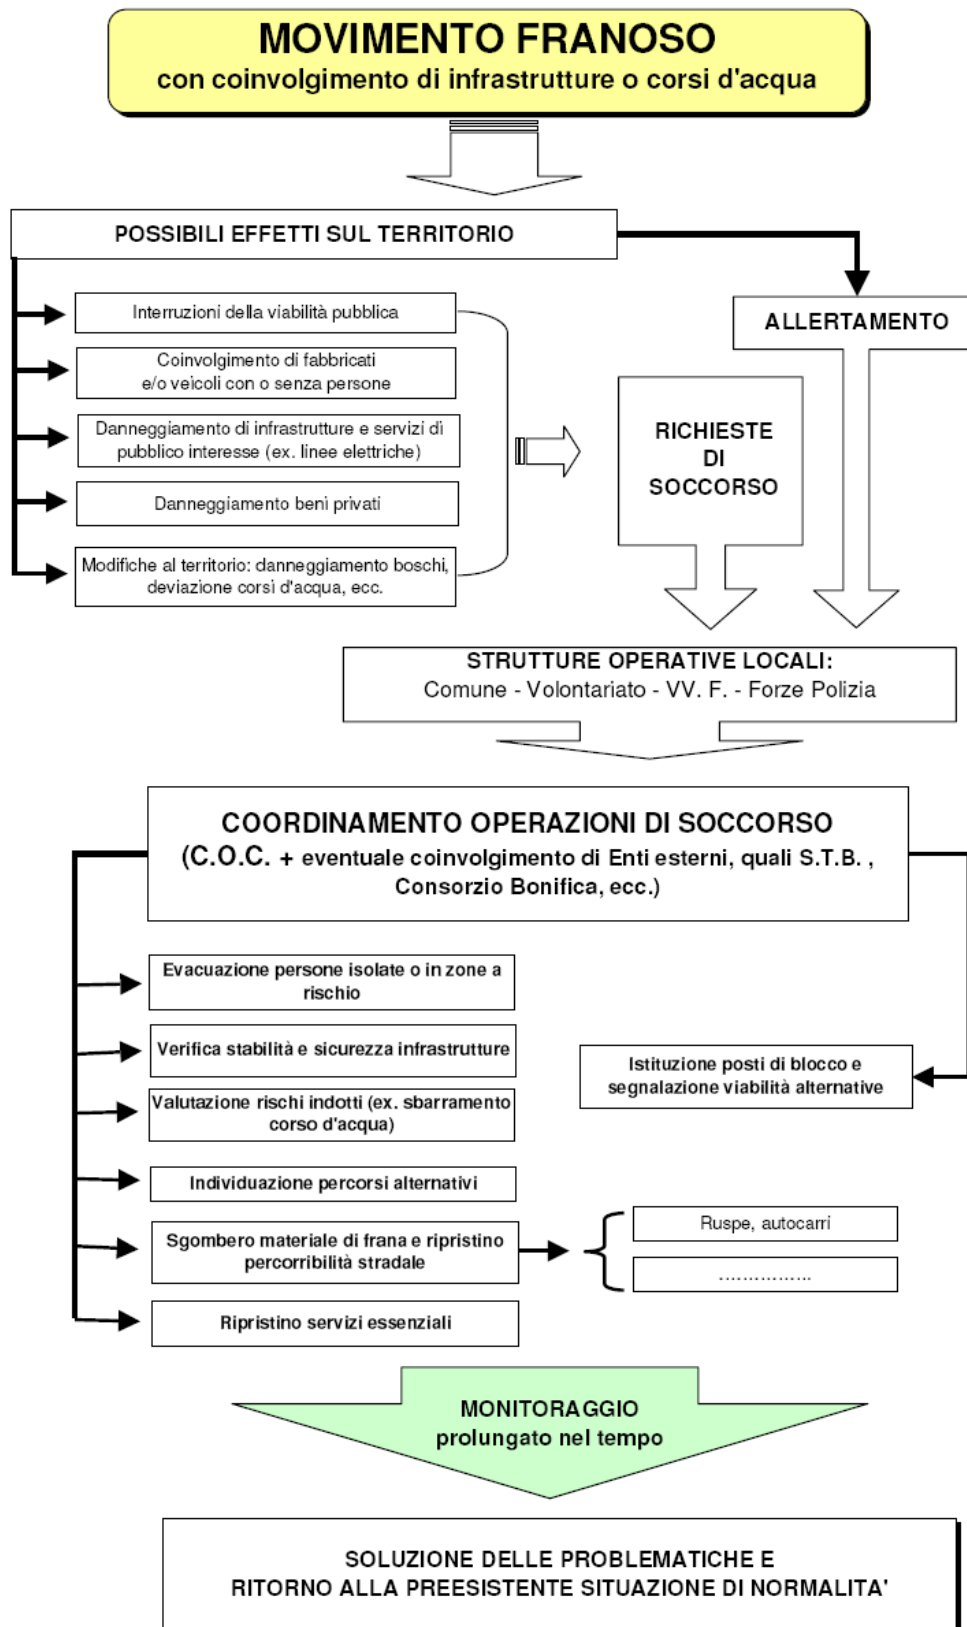 MOVIMENTO FRANOSO
con coinvolgimento di infrastrutture o corsi d'acqua
POSSIBILI EFFETTI SUL TERRITORIO
Interruzioni della viabilità pubblica
Coinvolgimento di fabbricati
e/o veicoli con o senza persone
Danneggiamento di infrastrutture e servizi di
pubblico interesse (ex. linee elettriche)
Danneggiamento beni privati
Modifiche al territorio: danneggiamento boschi,
deviazione corsi d'acqua, ecc.
ALLERTAMENTO
RICHIESTE
DI
SOCCORSO
STRUTTURE OPERATIVE LOCALI:
Comune - Volontariato - VV. F. - Forze Polizia
COORDINAMENTO OPERAZIONI DI SOCCORSO
(C.O.C. + eventuale coinvolgimento di Enti esterni, quali S.T.B. ,
Consorzio Bonifica, ecc.)
Evacuazione persone isolate o in zone a
rischio
Verifica stabilità e sicurezza infrastrutture
Valutazione rischi indotti (ex. sbarramento
corso d'acqua)
Individuazione percorsi alternativi
Sgombero materiale di frana e ripristino
percorribilità stradale
Ripristino servizi essenziali
Istituzione posti di blocco e
segnalazione viabilità alternative
Ruspe, autocarri
……………
MONITORAGGIO
prolungato nel tempo
SOLUZIONE DELLE PROBLEMATICHE E
RITORNO ALLA PREESISTENTE SITUAZIONE DI NORMALITA'